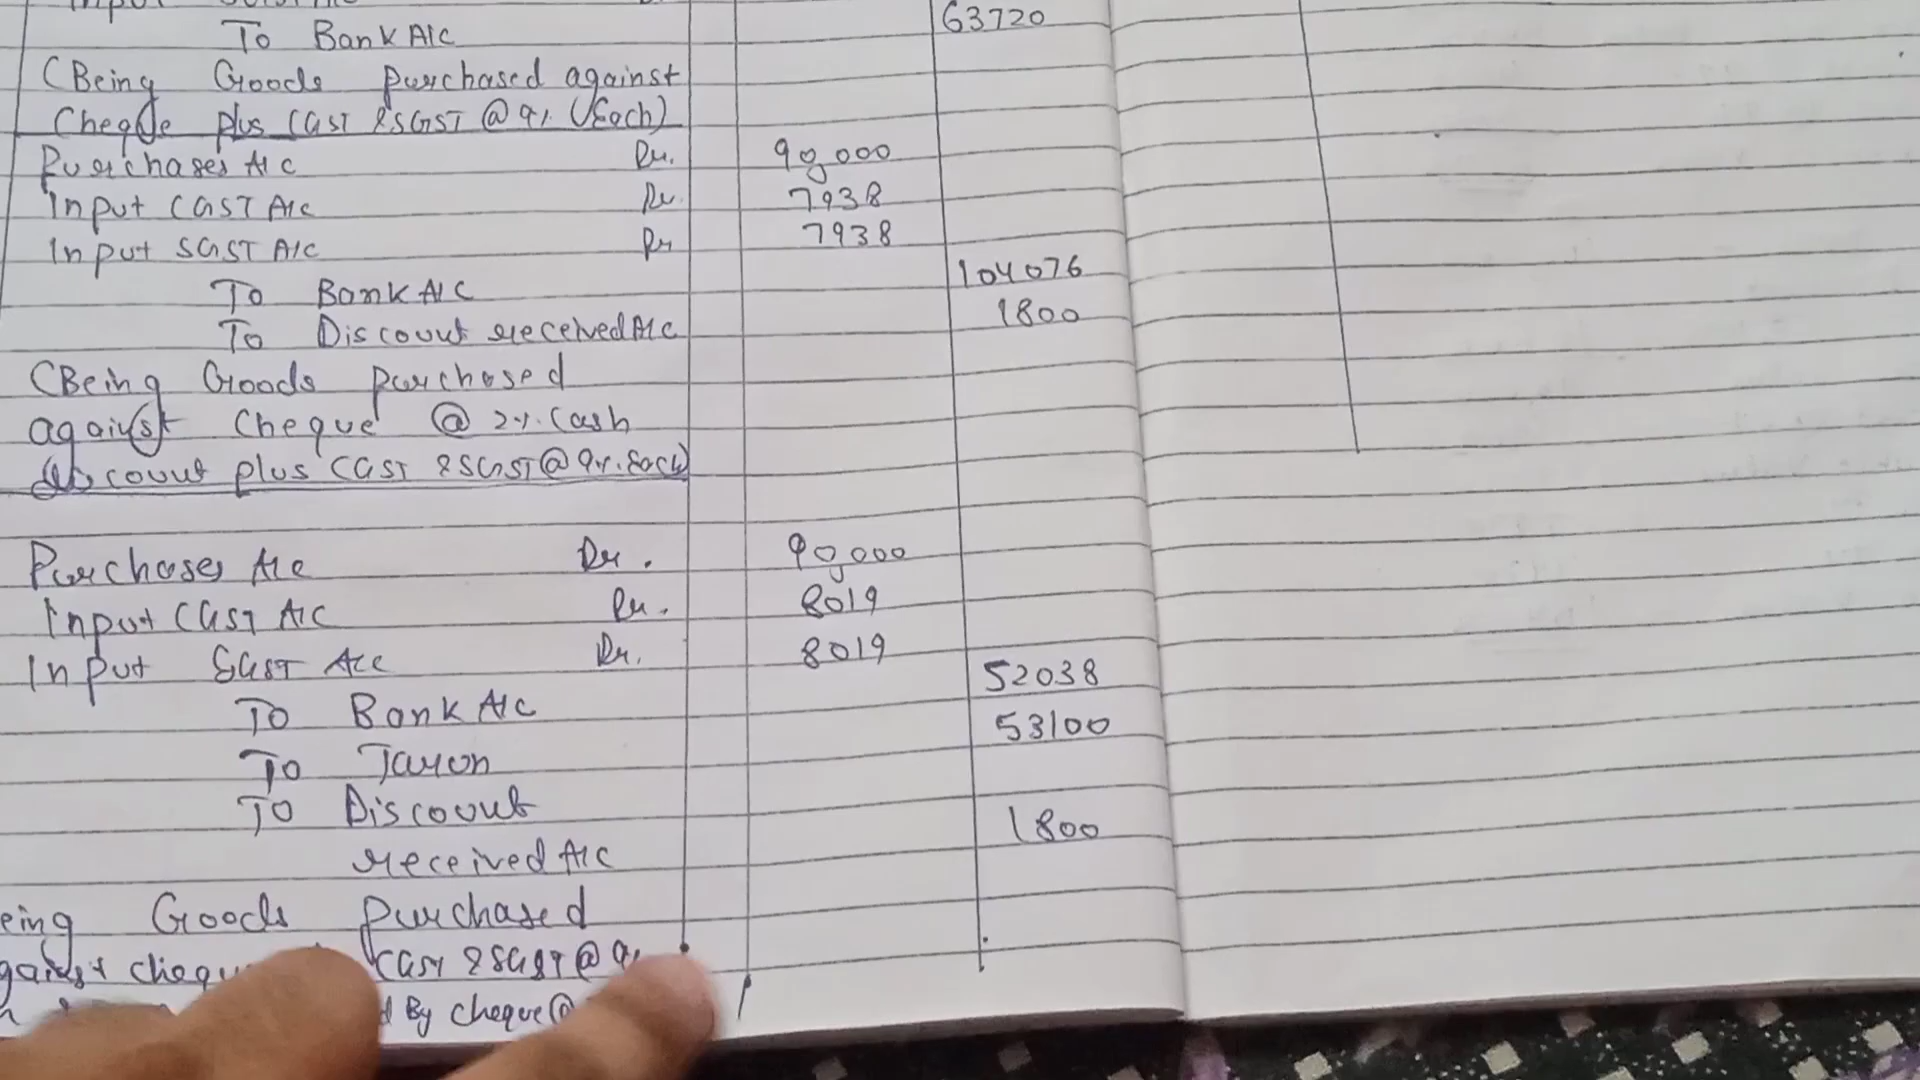 To Bank A/c 63720
(Being Goods purchased against
Cheque plus CGST & SGST @ 9% (Each)
Purchases A/c Dr. 90,000
Input CGST A/c Dr. 7938
Input SGST A/c Dr 7938
To Bank A/c 104076
To Discount received A/c 1800
(Being Goods purchased
against Cheque @ 2% Cash
discount plus CGST & SGST @ 9% Each)
Purchases A/c Dr. 90,000
Input CGST A/c Dr. 8019
Input SGST A/c Dr. 8019
To Bank A/c 52038
To Tarun 53100
To Discount
received A/c 1800
eing Goods purchased
gainst cheque CGST & SGST @ 9%
d By cheque @